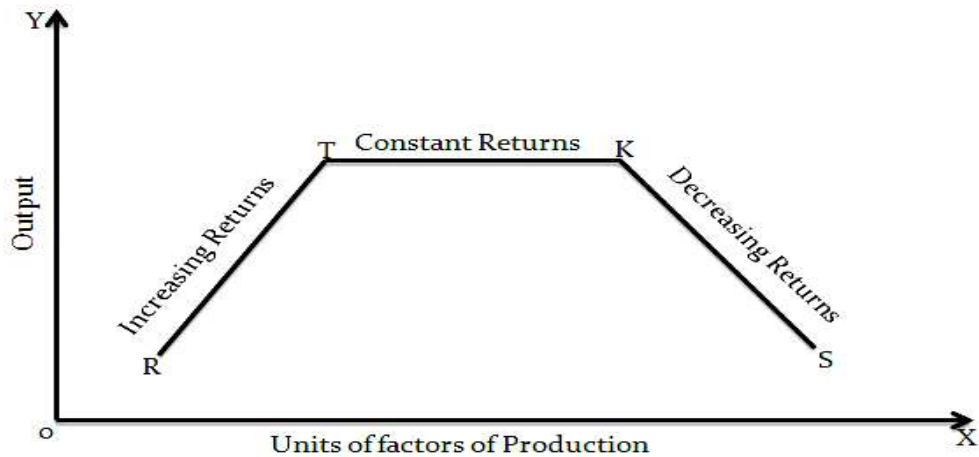 Y
T
Constant Returns
K
Increasing Returns
Decreasing Returns
Output
R
S
o
Units of factors of Production
X